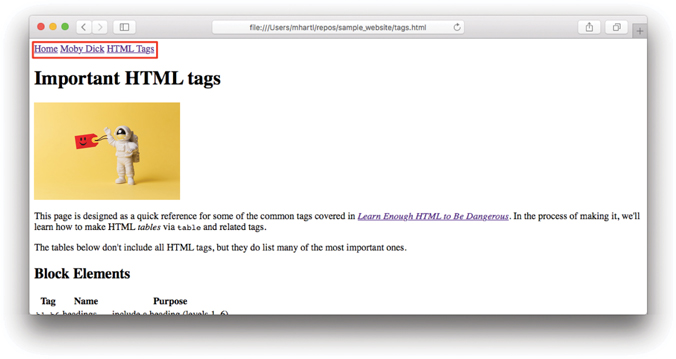 file:///Users/mhartl/repos/sample_website/tags.html
Home Moby Dick HTML Tags
Important HTML tags
This page is designed as a quick reference for some of the common tags covered in Learn Enough HTML to Be Dangerous. In the process of making it, we'll
learn how to make HTML tables via table and related tags.
The tables below don't include all HTML tags, but they do list many of the most important ones.
Block Elements
Tag Name Purpose
h1–h6 headings include a heading (levels 1–6)